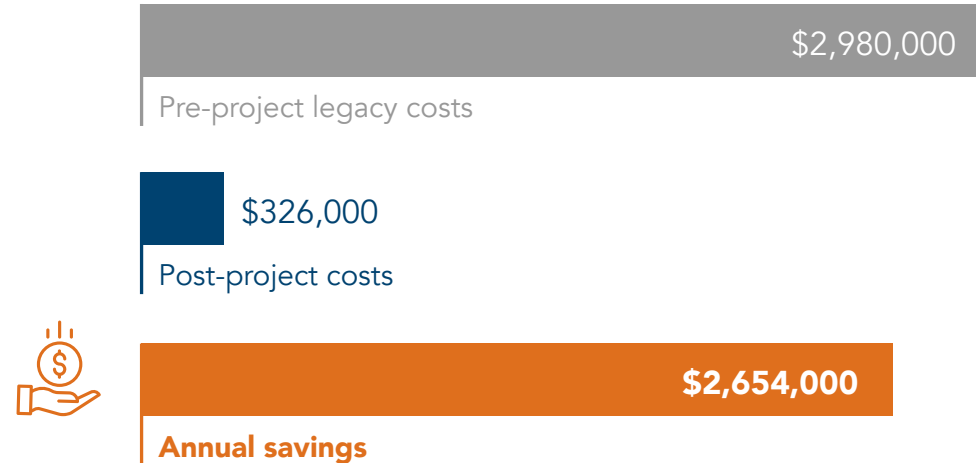 $2,980,000
Pre-project legacy costs
$326,000
Post-project costs
$
$2,654,000
Annual savings